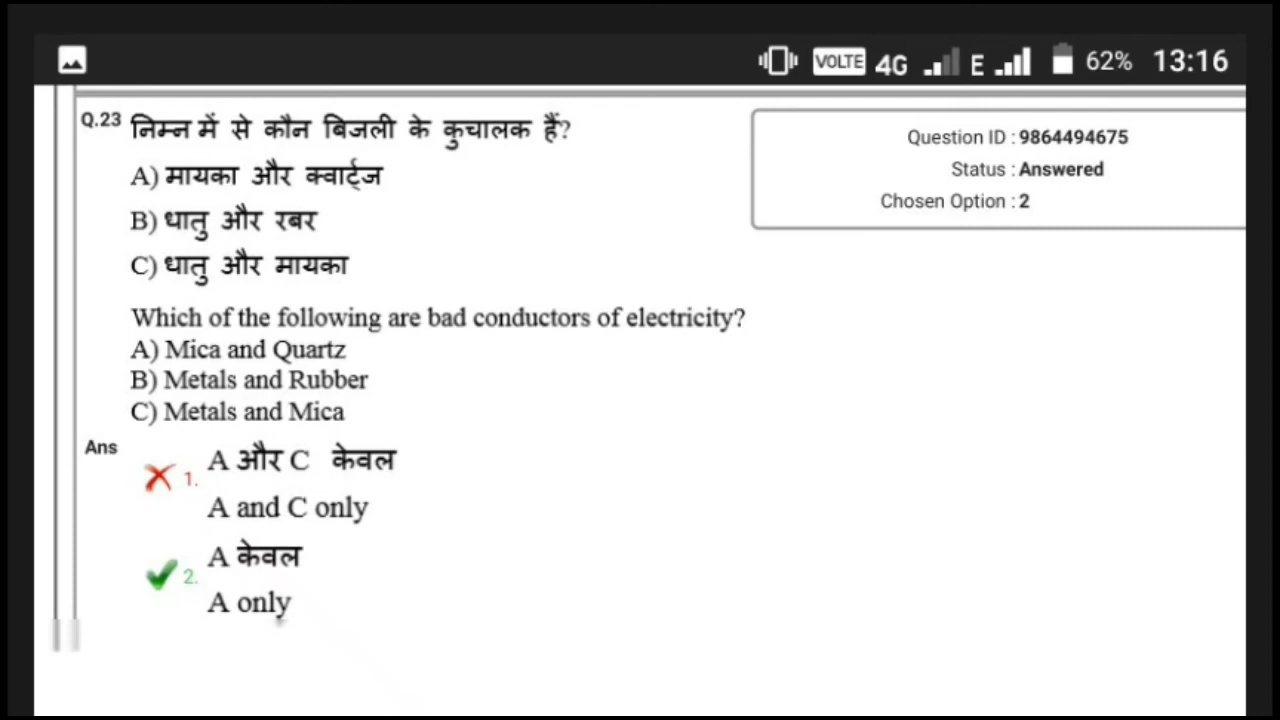 VOLTE 4G E 62% 13:16
Q.23 निम्न में से कौन बिजली के कुचालक हैं?
A) मायका और क्वार्ट्ज
B) धातु और रबर
C) धातु और मायका
Which of the following are bad conductors of electricity?
A) Mica and Quartz
B) Metals and Rubber
C) Metals and Mica
Question ID : 9864494675
Status : Answered
Chosen Option : 2
Ans
1. A और C केवल
A and C only
2. A केवल
A only